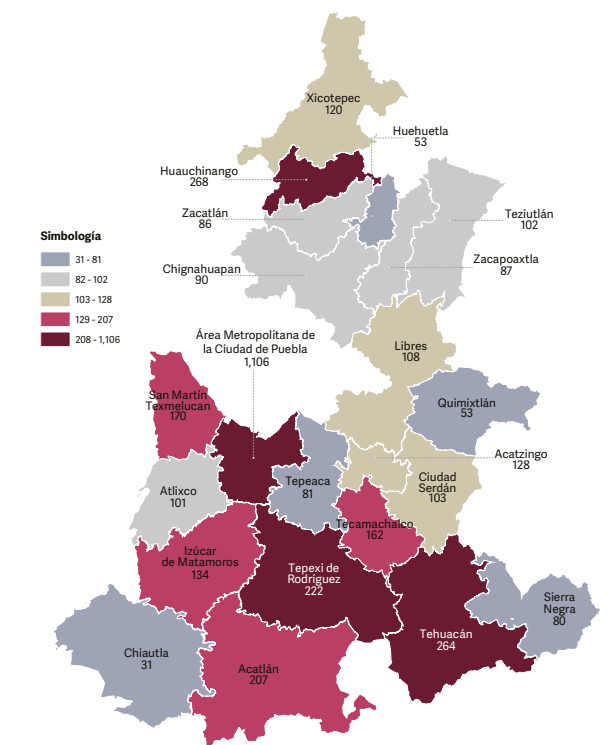 Xicotepec
120
Huehuetla
53
Huauchinango
268
Zacatlán
86
Teziutlán
102
Simbología
31 - 81
82 - 102
103 - 128
129 - 207
208 - 1,106
Chignahuapan
90
Zacapoaxtla
87
Área Metropolitana de
la Ciudad de Puebla
1,106
Libres
108
San Martín
Texmelucan
170
Quimixtlán
53
Acatzingo
128
Atlixco
101
Tepeaca
81
Ciudad
Serdán
103
Tecamachalco
162
Izúcar
de Matamoros
134
Tepexi de
Rodríguez
222
Sierra
Negra
80
Tehuacán
264
Chiautla
31
Acatlán
207